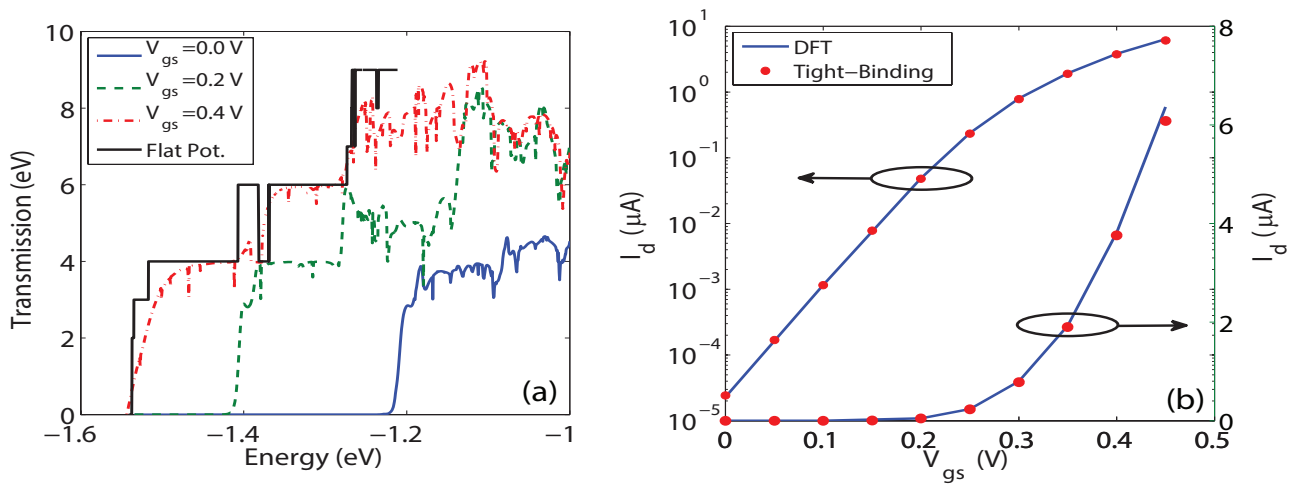 10
8
6
4
2
0
Transmission (eV)
V gs =0.0 V
V gs =0.2 V
V gs =0.4 V
Flat Pot.
(a)
−1.6
−1.4
−1.2
−1
Energy (eV)
10^1
10^0
10^−1
10^−2
10^−3
10^−4
10^−5
I_d (μA)
DFT
Tight−Binding
(b)
0
0.1
0.2
0.3
0.4
0.5
V_gs (V)
8
6
4
2
0
I_d (μA)